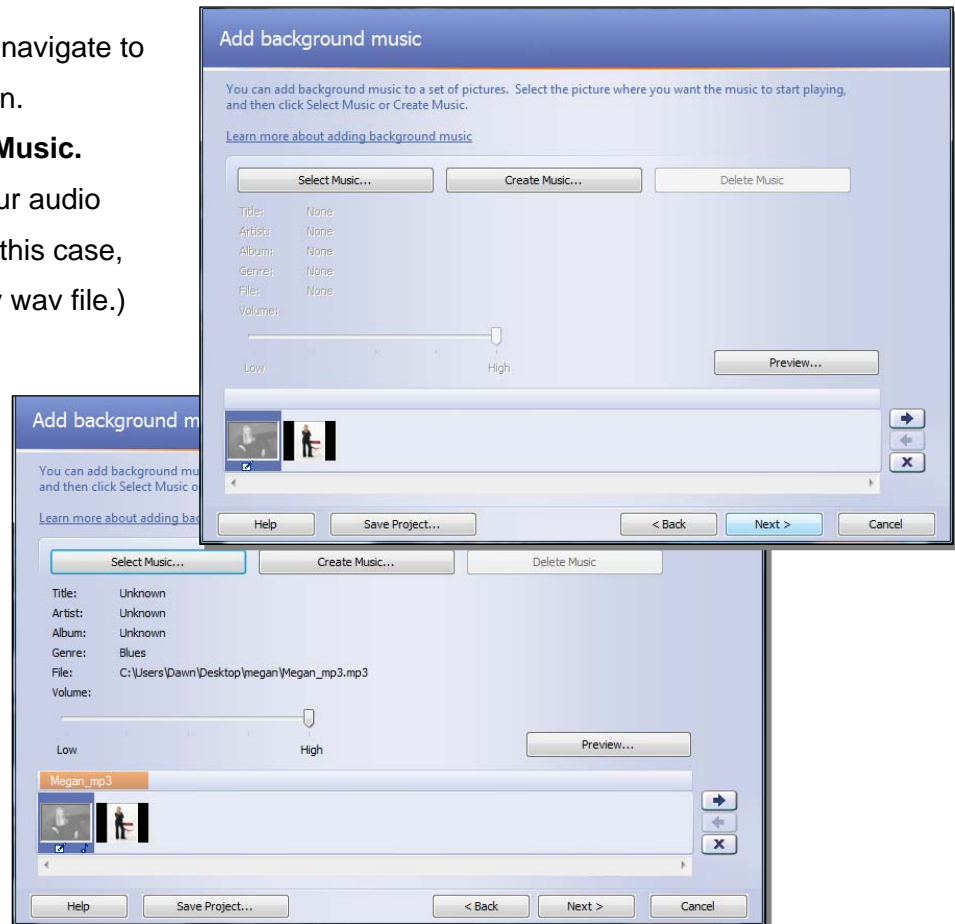 navigate to
n.
Music.
ur audio
this case,
wav file.)
Add background music
You can add background music to a set of pictures. Select the picture where you want the music to start playing,
and then click Select Music or Create Music.
Learn more about adding background music
Select Music... Create Music... Delete Music
Title: None
Artist: None
Album: None
Genre: None
File: None
Volume:
Low High
Preview...
Help Save Project... < Back Next > Cancel
Add background m
You can add background mu
and then click Select Music o
Learn more about adding bac
Select Music... Create Music... Delete Music
Title: Unknown
Artist: Unknown
Album: Unknown
Genre: Blues
File: C:\Users\Dawn\Desktop\megan\Megan_mp3.mp3
Volume:
Low High
Preview...
Megan_mp3
Help Save Project... < Back Next > Cancel